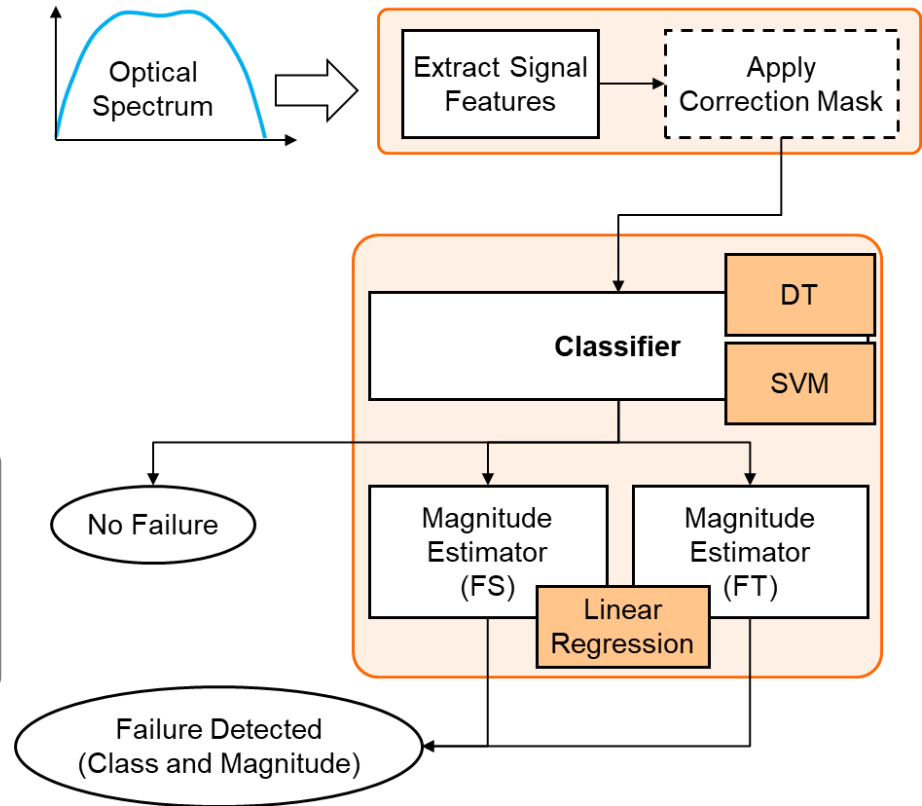 Optical
Spectrum
Extract Signal
Features
Apply
Correction Mask
DT
Classifier
SVM
No Failure
Magnitude
Estimator
(FS)
Magnitude
Estimator
(FT)
Linear
Regression
Failure Detected
(Class and Magnitude)